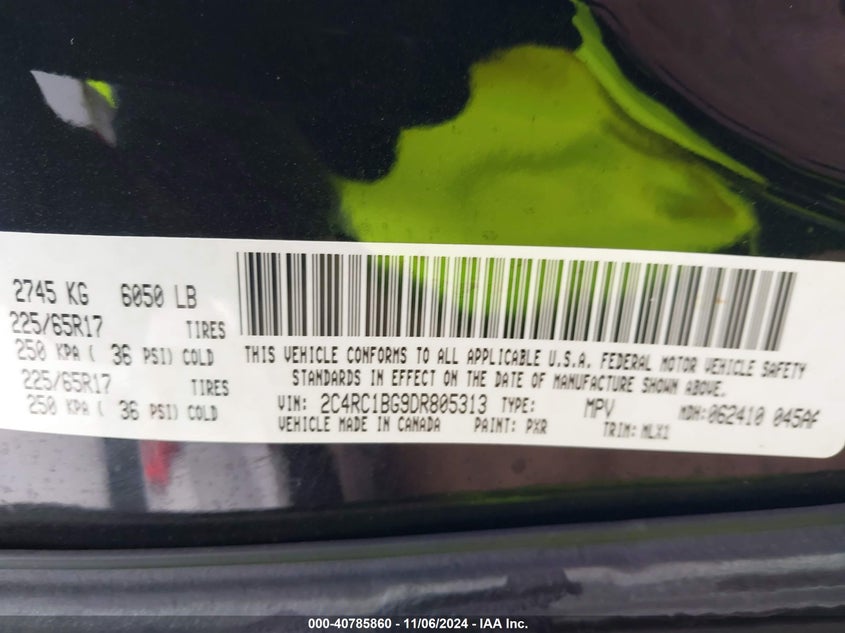 2745 KG 6050 LB
225/65R17 TIRES
250 KPA ( 36 PSI) COLD
225/65R17 TIRES
250 KPA ( 36 PSI) COLD
THIS VEHICLE CONFORMS TO ALL APPLICABLE U.S.A. FEDERAL MOTOR VEHICLE SAFETY
STANDARDS IN EFFECT ON THE DATE OF MANUFACTURE SHOWN ABOVE.
VIN: 2C4RC1BG9DR805313 TYPE: MPV MDH:062410 045AF
VEHICLE MADE IN CANADA PAINT: PXR TRIM: MLX1
000-40785860 - 11/06/2024 - IAA Inc.